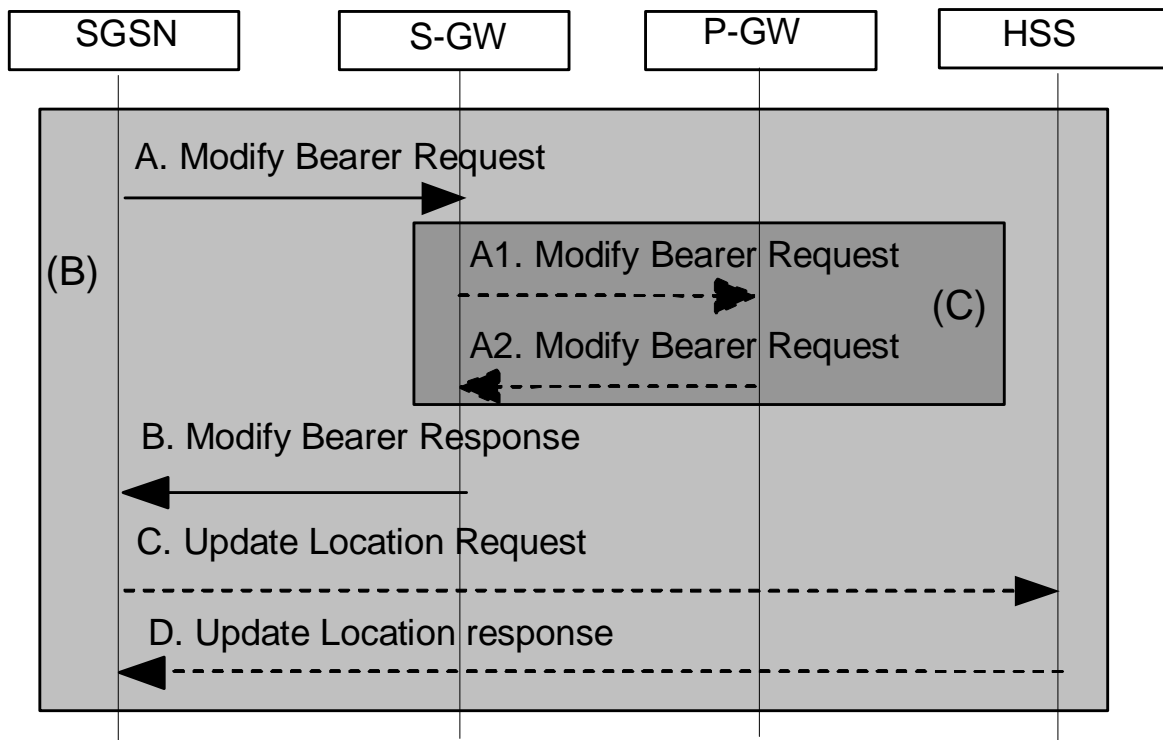 SGSN
S-GW
P-GW
HSS
A. Modify Bearer Request
(B)
A1. Modify Bearer Request
(C)
A2. Modify Bearer Request
B. Modify Bearer Response
C. Update Location Request
D. Update Location response